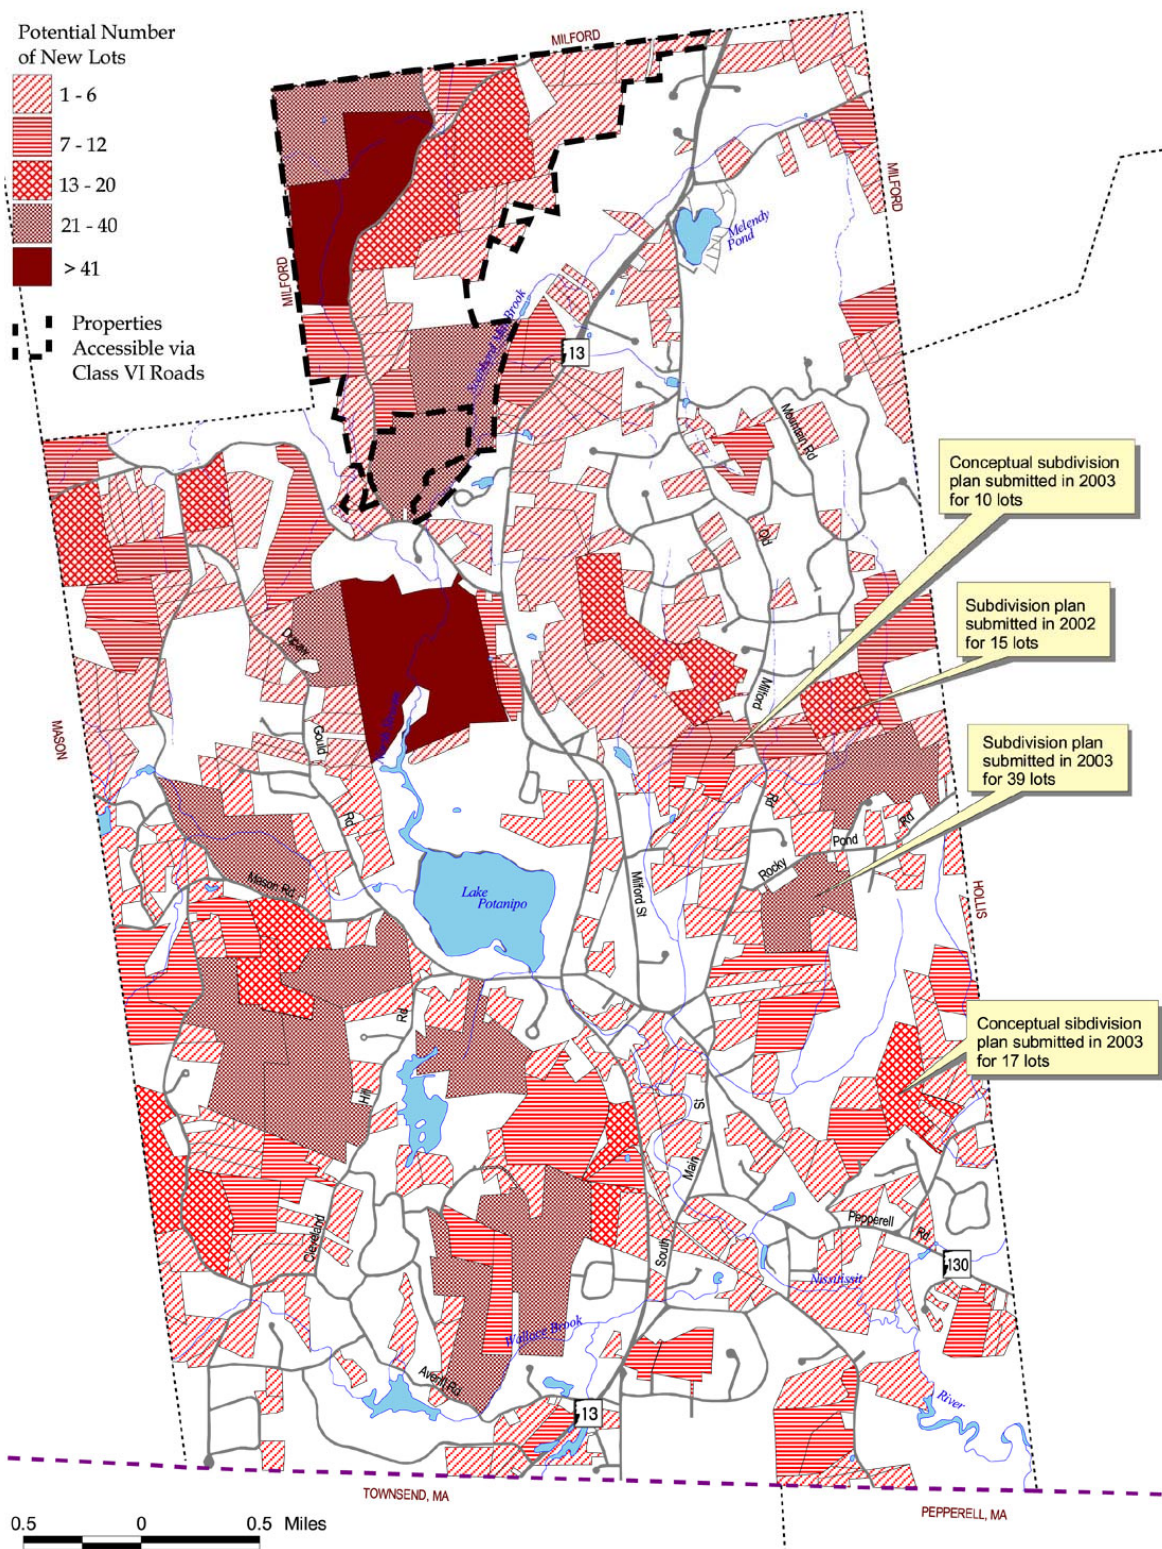 Potential Number
of New Lots
1 - 6
7 - 12
13 - 20
21 - 40
> 41
Properties
Accessible via
Class VI Roads
MILFORD
MILFORD
MILFORD
Melendy
Pond
Brook
13
Mountain Rd
Old
Milford
Rd
Conceptual subdivision
plan submitted in 2003
for 10 lots
Subdivision plan
submitted in 2002
for 15 lots
Subdivision plan
submitted in 2003
for 39 lots
Conceptual sibdivision
plan submitted in 2003
for 17 lots
MASON
Gould
Rd
Mason Rd
Lake
Potanipo
Milford St
Rocky
Pond
Rd
HOLLIS
Cleveland
Hill
Rd
South
Main
St
Pepperell
Rd
130
Nissitissit
River
Wallace Brook
Averill Rd
13
TOWNSEND, MA
PEPPERELL, MA
0.5
0
0.5 Miles